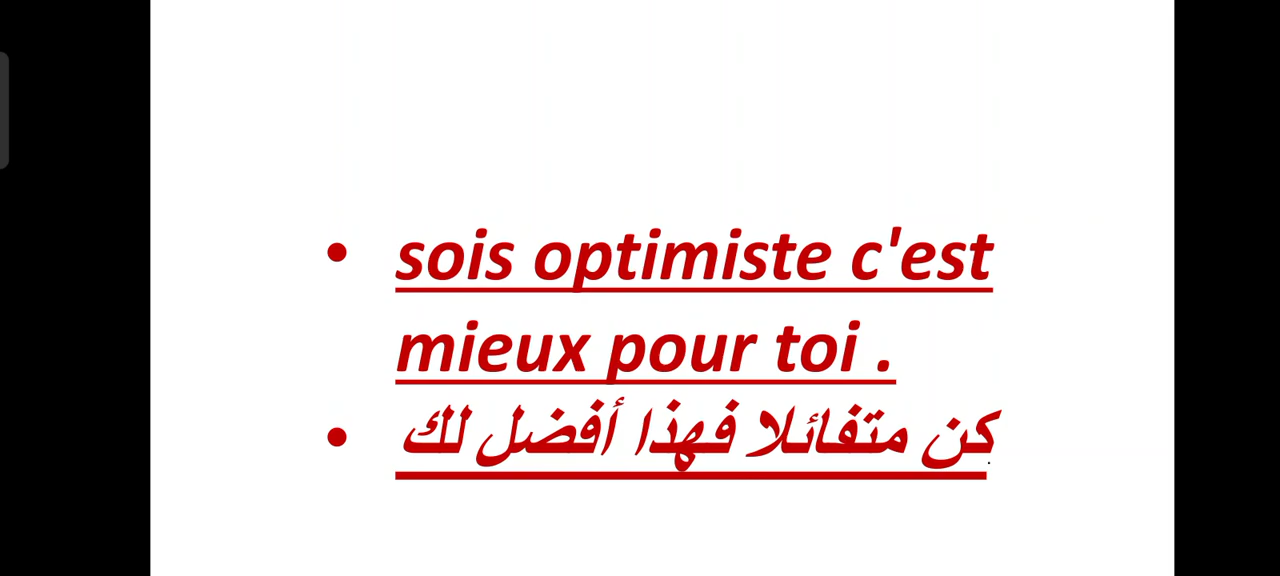 • sois optimiste c'est
mieux pour toi .
• كن متفائلا فهذا أفضل لك